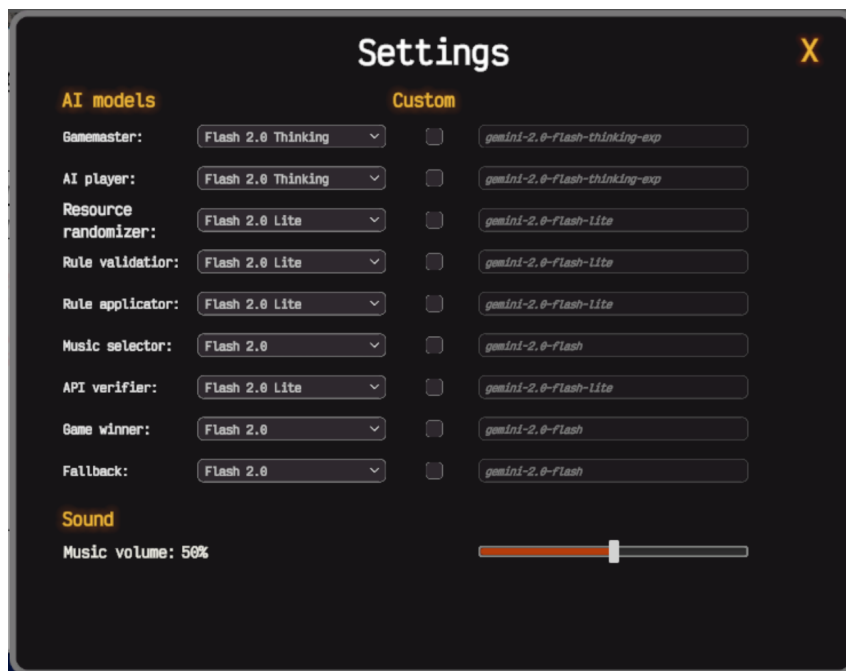 Settings
X
AI models Custom
Gamemaster: Flash 2.0 Thinking gemini-2.0-flash-thinking-exp
AI player: Flash 2.0 Thinking gemini-2.0-flash-thinking-exp
Resource
randomizer: Flash 2.0 Lite gemini-2.0-flash-lite
Rule validatior: Flash 2.0 Lite gemini-2.0-flash-lite
Rule applicator: Flash 2.0 Lite gemini-2.0-flash-lite
Music selector: Flash 2.0 gemini-2.0-flash
API verifier: Flash 2.0 Lite gemini-2.0-flash-lite
Game winner: Flash 2.0 gemini-2.0-flash
Fallback: Flash 2.0 gemini-2.0-flash
Sound
Music volume: 50%